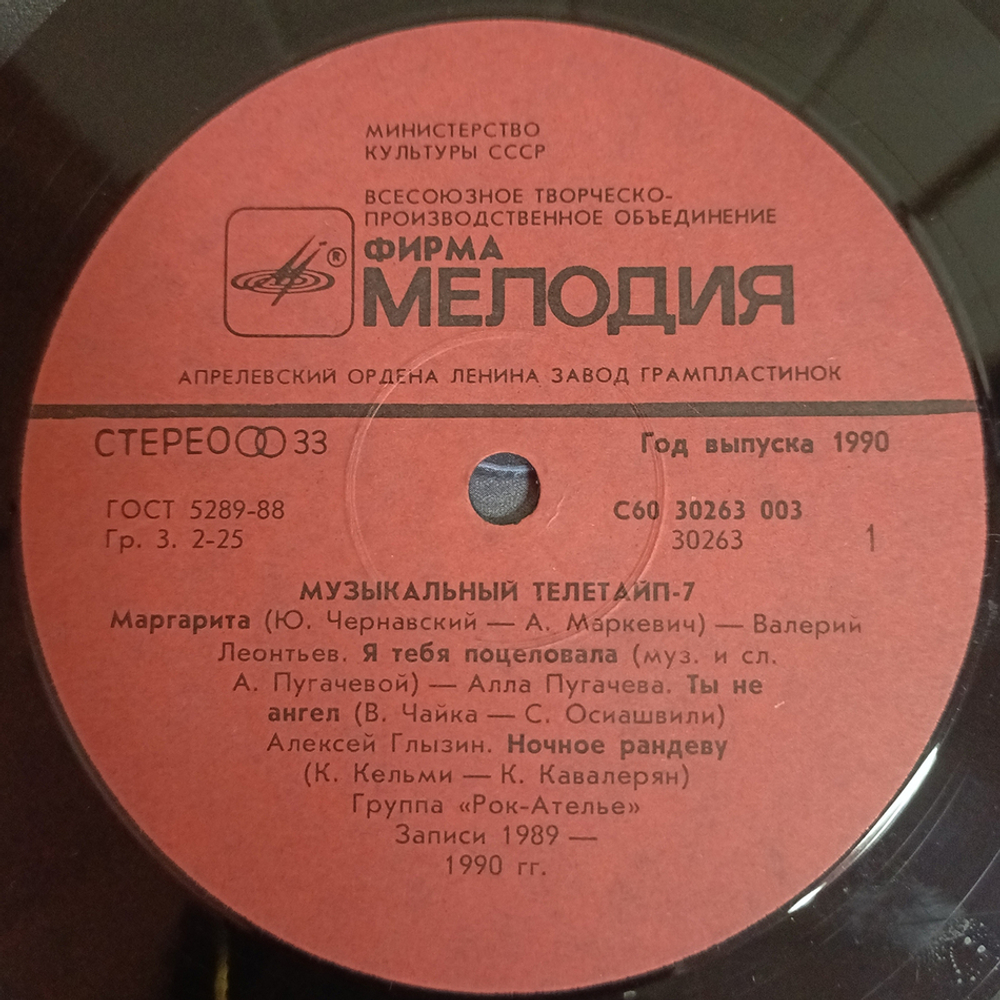 МИНИСТЕРСТВО
КУЛЬТУРЫ СССР
ВСЕСОЮЗНОЕ ТВОРЧЕСКО-
ПРОИЗВОДСТВЕННОЕ ОБЪЕДИНЕНИЕ
®
ФИРМА
МЕЛОДИЯ
АПРЕЛЕВСКИЙ ОРДЕНА ЛЕНИНА ЗАВОД ГРАМПЛАСТИНОК
СТЕРЕО 33 Год выпуска 1990
ГОСТ 5289-88 С60 30263 003
Гр. 3. 2-25 30263 1
МУЗЫКАЛЬНЫЙ ТЕЛЕТАЙП-7
Маргарита (Ю. Чернавский — А. Маркевич) — Валерий
Леонтьев. Я тебя поцеловала (муз. и сл.
А. Пугачевой) — Алла Пугачева. Ты не
ангел (В. Чайка — С. Осиашвили)
Алексей Глызин. Ночное рандеву
(К. Кельми — К. Кавалерян)
Группа «Рок-Ателье»
Записи 1989 —
1990 гг.